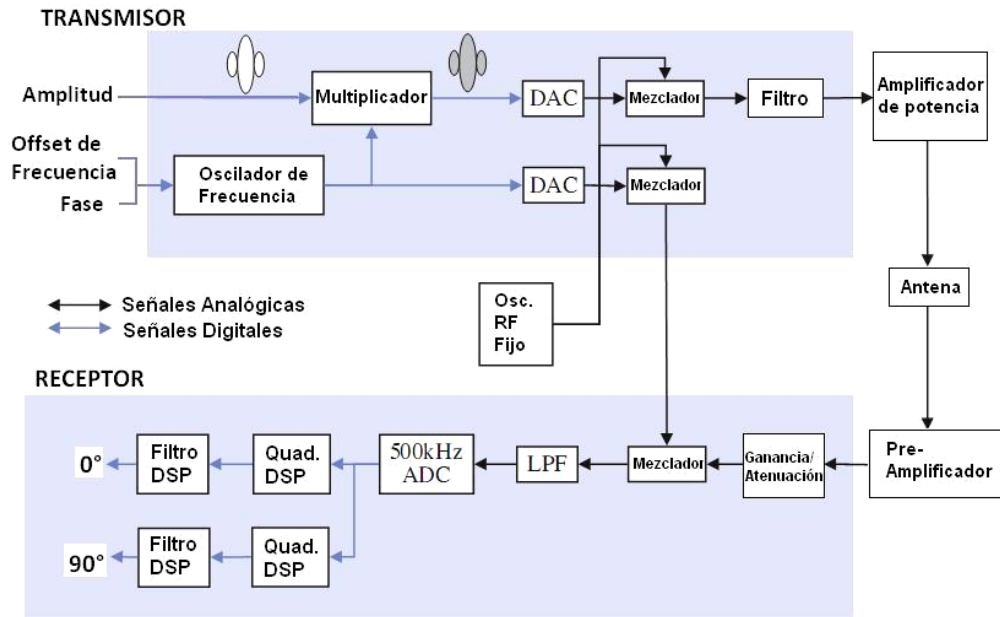 TRANSMISOR
Amplitud
Multiplicador
DAC
Mezclador
Filtro
Amplificador
de potencia
Offset de
Frecuencia
Fase
Oscilador de
Frecuencia
DAC
Mezclador
Antena
Señales Analógicas
Señales Digitales
Osc.
RF
Fijo
RECEPTOR
0°
Filtro
DSP
Quad.
DSP
500kHz
ADC
LPF
Mezclador
Ganancia/
Atenuación
Pre-
Amplificador
90°
Filtro
DSP
Quad.
DSP